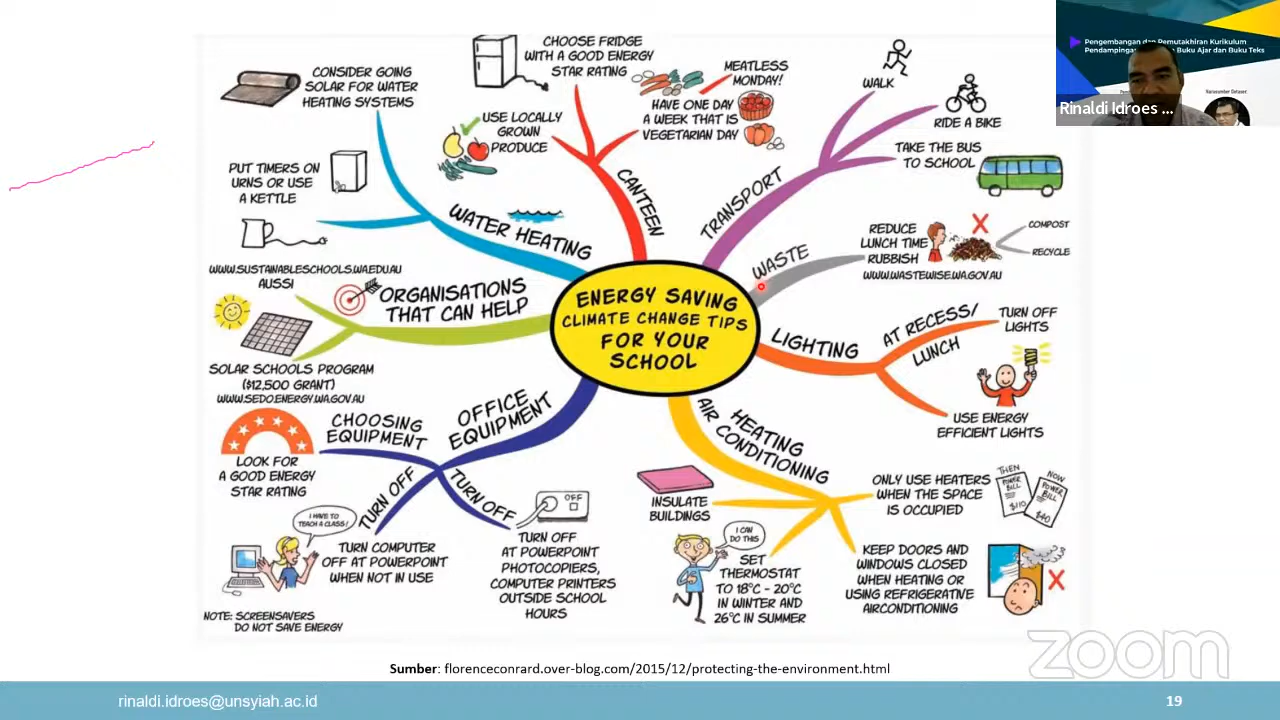 CHOOSE FRIDGE
WITH A GOOD ENERGY
STAR RATING
CONSIDER GOING
SOLAR FOR WATER
HEATING SYSTEMS
USE LOCALLY
GROWN
PRODUCE
MEATLESS
MONDAY!
HAVE ONE DAY
A WEEK THAT IS
VEGETARIAN DAY
CANTEEN
WALK
RIDE A BIKE
TAKE THE BUS
TO SCHOOL
TRANSPORT
Pengembangan dan Pemutakhiran Kurikulum
Buku Ajar dan Buku Teks
Narasumber Dataset
Rinaldi Idroes ...
PUT TIMERS ON
URNS OR USE
A KETTLE
WATER HEATING
WASTE
REDUCE
LUNCH TIME
RUBBISH
WWW.WASTEWISE.WA.GOV.AU
COMPOST
RECYCLE
WWW.SUSTAINABLESCHOOLS.WA.EDU.AU
AUSSI
ORGANISATIONS
THAT CAN HELP
SOLAR SCHOOLS PROGRAM
($12,500 GRANT)
WWW.SEDO.ENERGY.WA.GOV.AU
ENERGY SAVING
CLIMATE CHANGE TIPS
FOR YOUR
SCHOOL
LIGHTING
AT RECESS/
LUNCH
TURN OFF
LIGHTS
USE ENERGY
EFFICIENT LIGHTS
OFFICE
EQUIPMENT
CHOOSING
EQUIPMENT
LOOK FOR
A GOOD ENERGY
STAR RATING
TURN OFF
I HAVE TO
TEACH A CLASS!
TURN COMPUTER
OFF AT POWERPOINT
WHEN NOT IN USE
NOTE: SCREENSAVERS
DO NOT SAVE ENERGY
TURN OFF
OFF
TURN OFF
AT POWERPOINT
PHOTOCOPIERS,
COMPUTER PRINTERS
OUTSIDE SCHOOL
HOURS
HEATING
AIR CONDITIONING
INSULATE
BUILDINGS
I CAN
DO THIS
SET
THERMOSTAT
TO 18°C - 20°C
IN WINTER AND
26°C IN SUMMER
ONLY USE HEATERS
WHEN THE SPACE
IS OCCUPIED
THEN
POWER
BILL
$110
NOW
POWER
BILL
$40
KEEP DOORS AND
WINDOWS CLOSED
WHEN HEATING OR
USING REFRIGERATIVE
AIRCONDITIONING
zoom
Sumber: florenceconrard.over-blog.com/2015/12/protecting-the-environment.html
rinaldi.idroes@unsyiah.ac.id
19